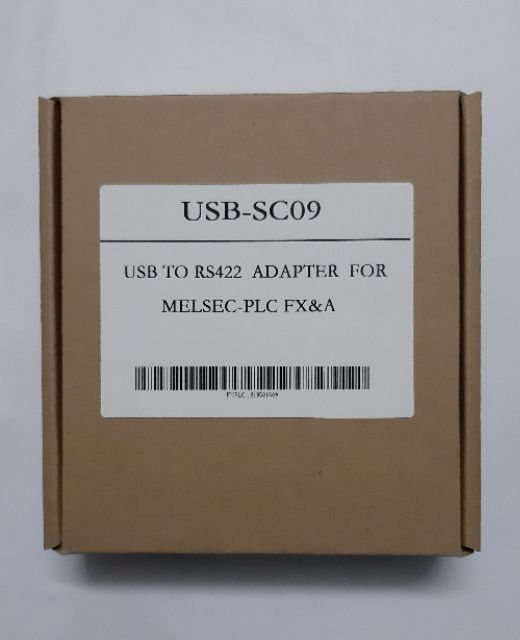 USB-SC09
USB TO RS422 ADAPTER FOR
MELSEC-PLC FX&A